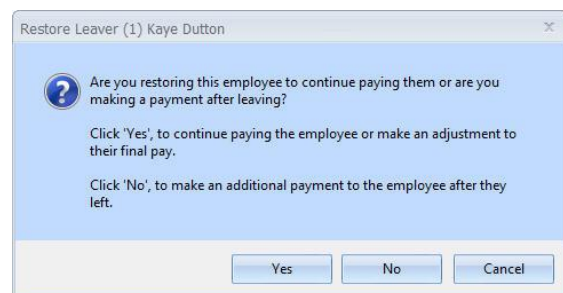 Restore Leaver (1) Kaye Dutton
Are you restoring this employee to continue paying them or are you
making a payment after leaving?
Click 'Yes', to continue paying the employee or make an adjustment to
their final pay.
Click 'No', to make an additional payment to the employee after they
left.
Yes No Cancel